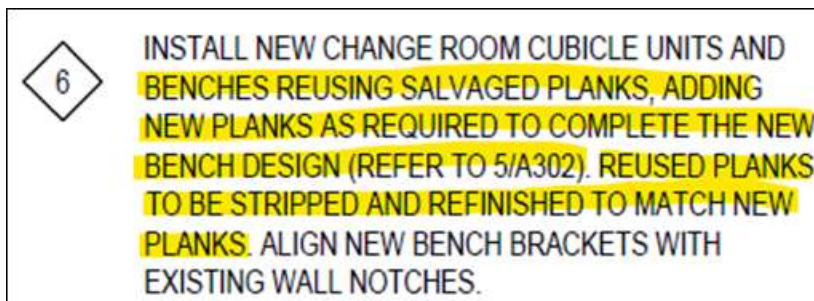 6
INSTALL NEW CHANGE ROOM CUBICLE UNITS AND
BENCHES REUSING SALVAGED PLANKS, ADDING
NEW PLANKS AS REQUIRED TO COMPLETE THE NEW
BENCH DESIGN (REFER TO 5/A302). REUSED PLANKS
TO BE STRIPPED AND REFINISHED TO MATCH NEW
PLANKS. ALIGN NEW BENCH BRACKETS WITH
EXISTING WALL NOTCHES.